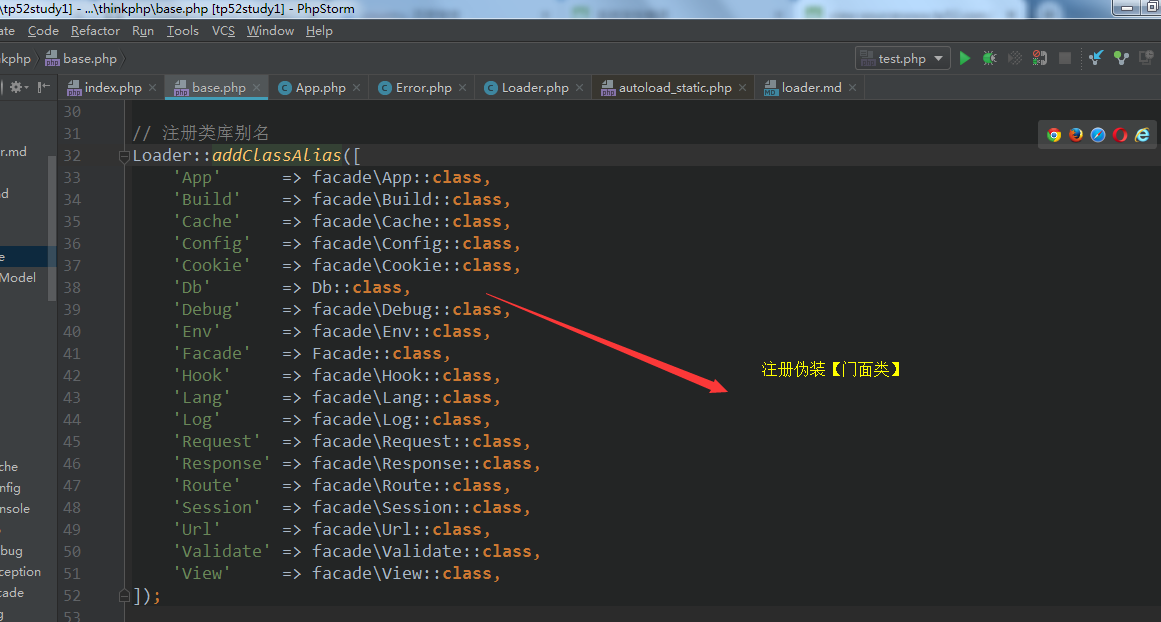 \tp52study1] - ...\thinkphp\base.php [tp52study1] - PhpStorm
ate Code Refactor Run Tools VCS Window Help
nkphp base.php test.php
index.php base.php App.php Error.php Loader.php autoload_static.php loader.md
30
31 // 注册类库别名
32 Loader::addClassAlias([
33 'App' => facade\App::class,
34 'Build' => facade\Build::class,
35 'Cache' => facade\Cache::class,
36 'Config' => facade\Config::class,
37 'Cookie' => facade\Cookie::class,
38 'Db' => Db::class,
39 'Debug' => facade\Debug::class,
40 'Env' => facade\Env::class,
41 'Facade' => Facade::class,
42 'Hook' => facade\Hook::class,
43 'Lang' => facade\Lang::class,
44 'Log' => facade\Log::class,
45 'Request' => facade\Request::class,
46 'Response' => facade\Response::class,
47 'Route' => facade\Route::class,
48 'Session' => facade\Session::class,
49 'Url' => facade\Url::class,
50 'Validate' => facade\Validate::class,
51 'View' => facade\View::class,
52 ]);
53
注册伪装【门面类】
r.md
nd
e
Model
che
nfig
nsole
bug
ception
cade
g